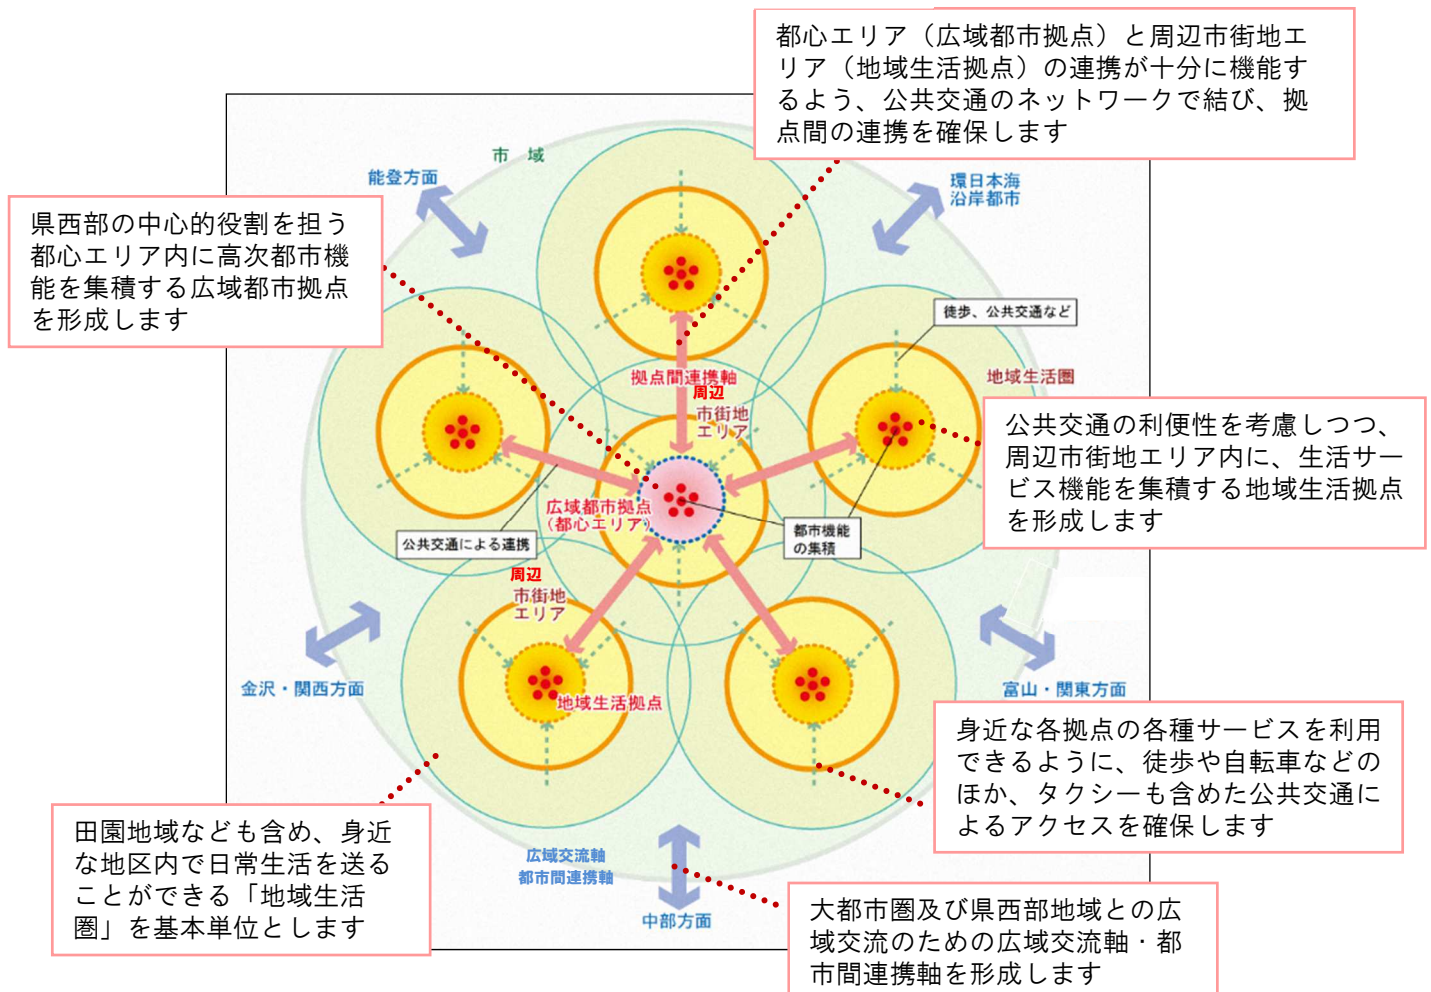 都心エリア（広域都市拠点）と周辺市街地エ
リア（地域生活拠点）の連携が十分に機能す
るよう、公共交通のネットワークで結び、拠
点間の連携を確保します
市　域
能登方面
環日本海
沿岸都市
県西部の中心的役割を担う
都心エリア内に高次都市機
能を集積する広域都市拠点
を形成します
徒歩、公共交通など
拠点間連携軸
地域生活圏
周辺
市街地
エリア
公共交通の利便性を考慮しつつ、
周辺市街地エリア内に、生活サー
ビス機能を集積する地域生活拠点
を形成します
広域都市拠点
（都心エリア）
都市機能
の集積
公共交通による連携
周辺
市街地
エリア
金沢・関西方面
富山・関東方面
地域生活拠点
身近な各拠点の各種サービスを利用
できるように、徒歩や自転車などの
ほか、タクシーも含めた公共交通に
よるアクセスを確保します
田園地域なども含め、身近
な地区内で日常生活を送る
ことができる「地域生活
圏」を基本単位とします
広域交流軸
都市間連携軸
中部方面
大都市圏及び県西部地域との広
域交流のための広域交流軸・都
市間連携軸を形成します